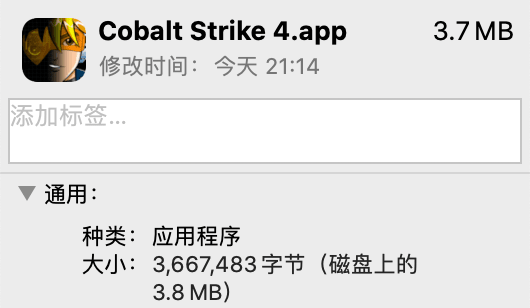 Cobalt Strike 4.app 3.7 MB
修改时间： 今天 21:14
添加标签...
通用：
种类： 应用程序
大小： 3,667,483 字节（磁盘上的
3.8 MB）